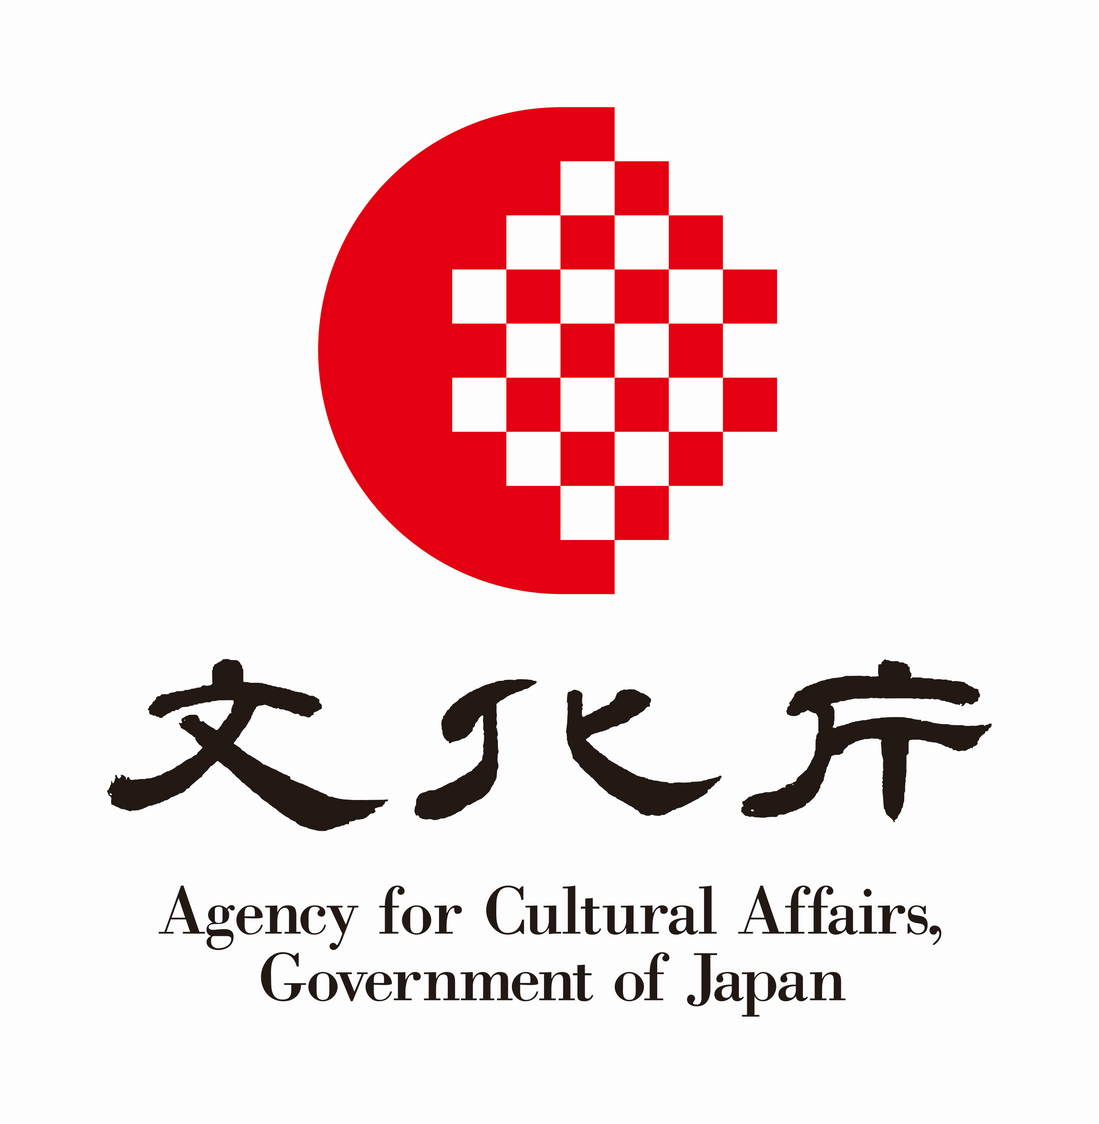 文化庁
Agency for Cultural Affairs,
Government of Japan